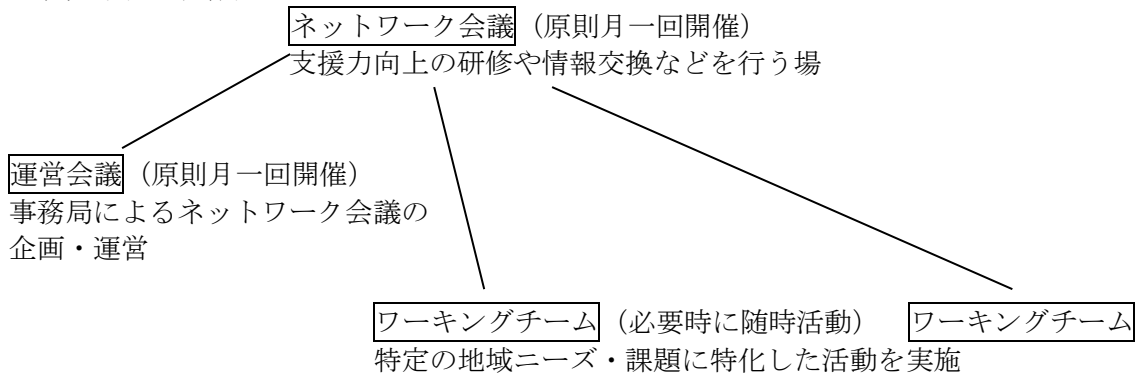 ネットワーク会議（原則月一回開催）
支援力向上の研修や情報交換などを行う場
運営会議（原則月一回開催）
事務局によるネットワーク会議の
企画・運営
ワーキングチーム（必要時に随時活動） ワーキングチーム
特定の地域ニーズ・課題に特化した活動を実施